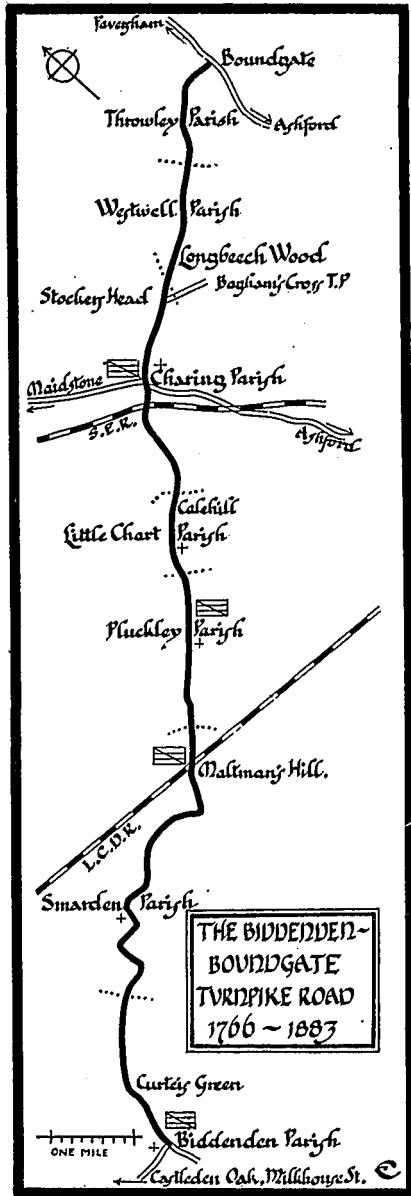 Faversham
Boundgate
Throwley Parish
Ashford
Westwell Parish
Longbeech Wood
Stockers Head
Bagham's Cross T.P
Charing Parish
Maidstone
S.E.R.
Ashford
Calehill
Little Chart Parish
Pluckley Parish
Maltman's Hill.
L.C.D.R.
Smarden Parish
THE BIDDENDEN~
BOUNDGATE
TURNPIKE ROAD
1766 ~ 1883
Curteis Green
Biddenden Parish
ONE MILE
Castleden Oak, Millhouse St.